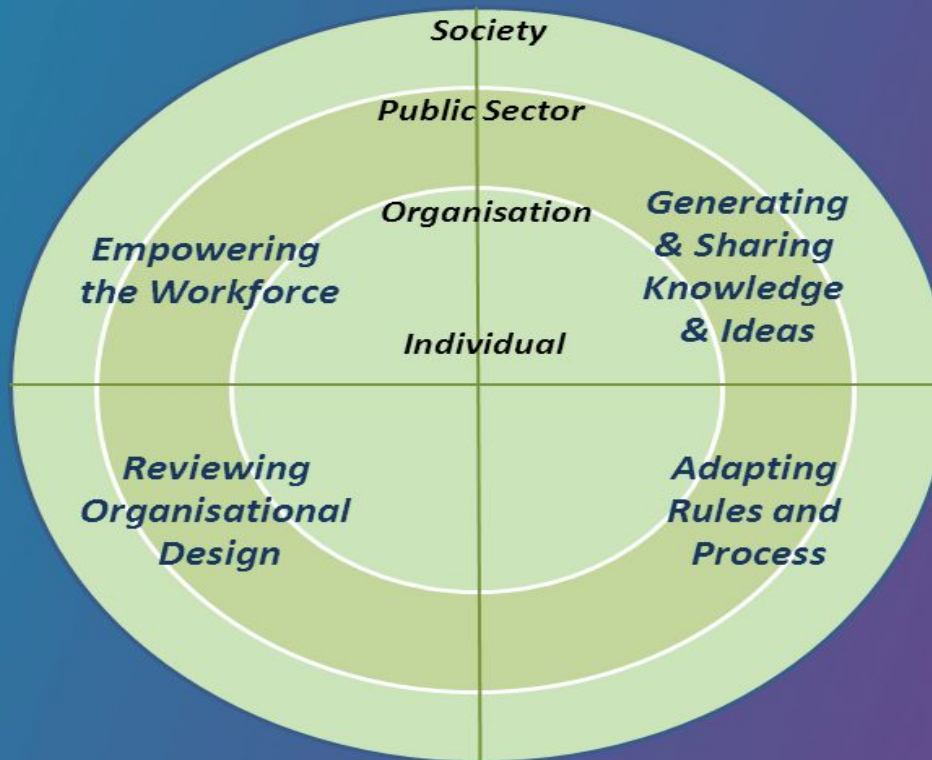 Society
Public Sector
Organisation
Individual
Empowering
the Workforce
Generating
& Sharing
Knowledge
& Ideas
Reviewing
Organisational
Design
Adapting
Rules and
Process